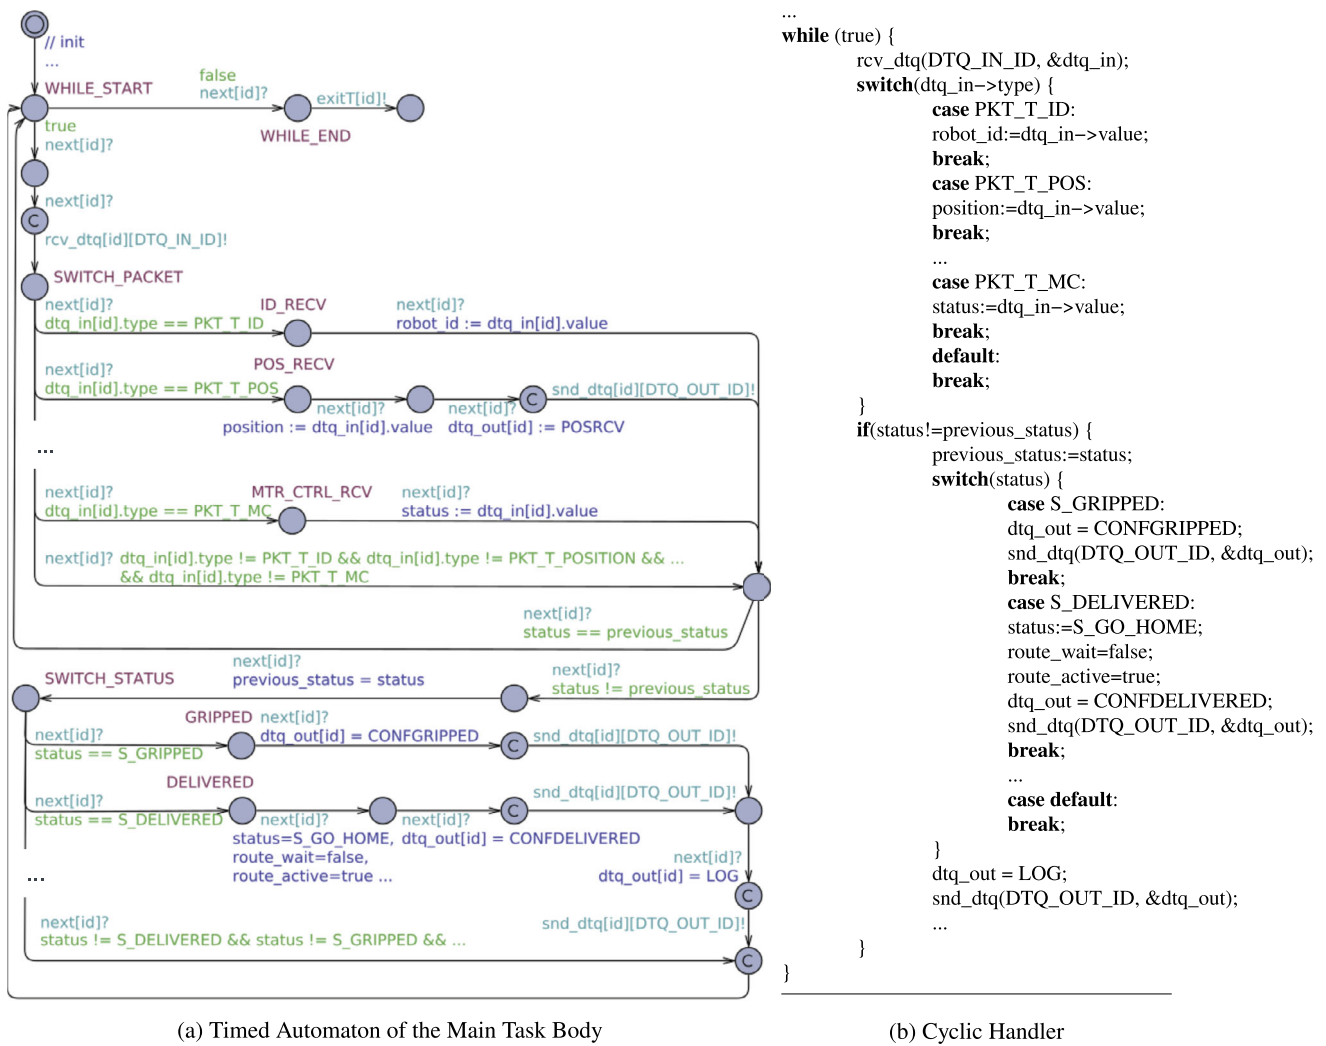 // init
...
WHILE_START
false
next[id]?
exitT[id]!
WHILE_END
true
next[id]?
next[id]?
C
rcv_dtq[id][DTQ_IN_ID]!
SWITCH_PACKET
next[id]?
dtq_in[id].type == PKT_T_ID
ID_RECV
next[id]?
robot_id := dtq_in[id].value
next[id]?
dtq_in[id].type == PKT_T_POS
POS_RECV
next[id]?
position := dtq_in[id].value
next[id]?
dtq_out[id] := POSRCV
C
snd_dtq[id][DTQ_OUT_ID]!
...
next[id]?
dtq_in[id].type == PKT_T_MC
MTR_CTRL_RCV
next[id]?
status := dtq_in[id].value
next[id]? dtq_in[id].type != PKT_T_ID && dtq_in[id].type != PKT_T_POSITION && ...
&& dtq_in[id].type != PKT_T_MC
next[id]?
status == previous_status
next[id]?
status != previous_status
next[id]?
previous_status = status
SWITCH_STATUS
next[id]?
status == S_GRIPPED
GRIPPED
next[id]?
dtq_out[id] = CONFGRIPPED
C
snd_dtq[id][DTQ_OUT_ID]!
next[id]?
status == S_DELIVERED
DELIVERED
next[id]?
status=S_GO_HOME,
route_wait=false,
route_active=true ...
next[id]?
dtq_out[id] = CONFDELIVERED
C
snd_dtq[id][DTQ_OUT_ID]!
next[id]?
dtq_out[id] = LOG
C
...
snd_dtq[id][DTQ_OUT_ID]!
next[id]?
status != S_DELIVERED && status != S_GRIPPED && ...
C
(a) Timed Automaton of the Main Task Body
...
while (true) {
rcv_dtq(DTQ_IN_ID, &dtq_in);
switch(dtq_in->type) {
case PKT_T_ID:
robot_id:=dtq_in->value;
break;
case PKT_T_POS:
position:=dtq_in->value;
break;
...
case PKT_T_MC:
status:=dtq_in->value;
break;
default:
break;
}
if(status!=previous_status) {
previous_status:=status;
switch(status) {
case S_GRIPPED:
dtq_out = CONFGRIPPED;
snd_dtq(DTQ_OUT_ID, &dtq_out);
break;
case S_DELIVERED:
status:=S_GO_HOME;
route_wait=false;
route_active=true;
dtq_out = CONFDELIVERED;
snd_dtq(DTQ_OUT_ID, &dtq_out);
break;
...
case default:
break;
}
dtq_out = LOG;
snd_dtq(DTQ_OUT_ID, &dtq_out);
...
}
}
(b) Cyclic Handler